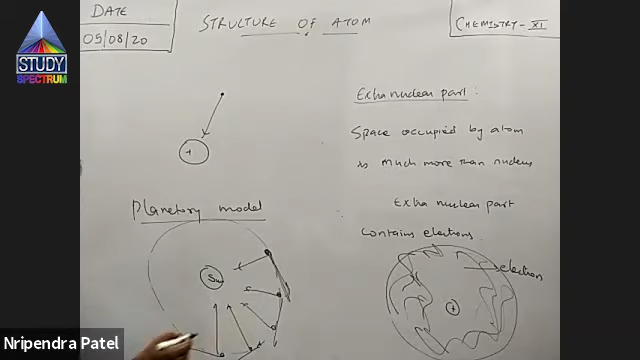 DATE
05/08/20
STRUCTURE OF ATOM
CHEMISTRY - XI
STUDY
SPECTRUM
Extra nuclear part :
Space occupied by atom
is much more than nucleus
+
Planetory model
Extra nuclear part
Contains electrons.
electron
Sun
+
Nripendra Patel